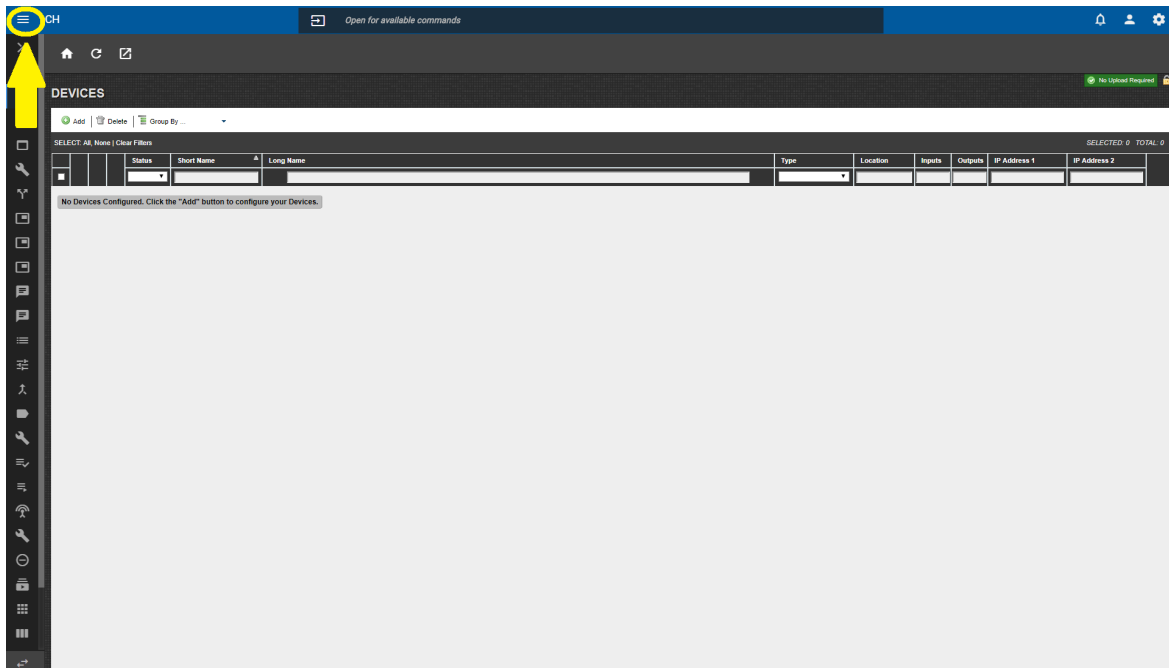 CH
Open for available commands
No Upload Required
DEVICES
Add Delete Group By ...
SELECT: All, None | Clear Filters
SELECTED: 0 TOTAL: 0
Status Short Name Long Name Type Location Inputs Outputs IP Address 1 IP Address 2
No Devices Configured. Click the "Add" button to configure your Devices.